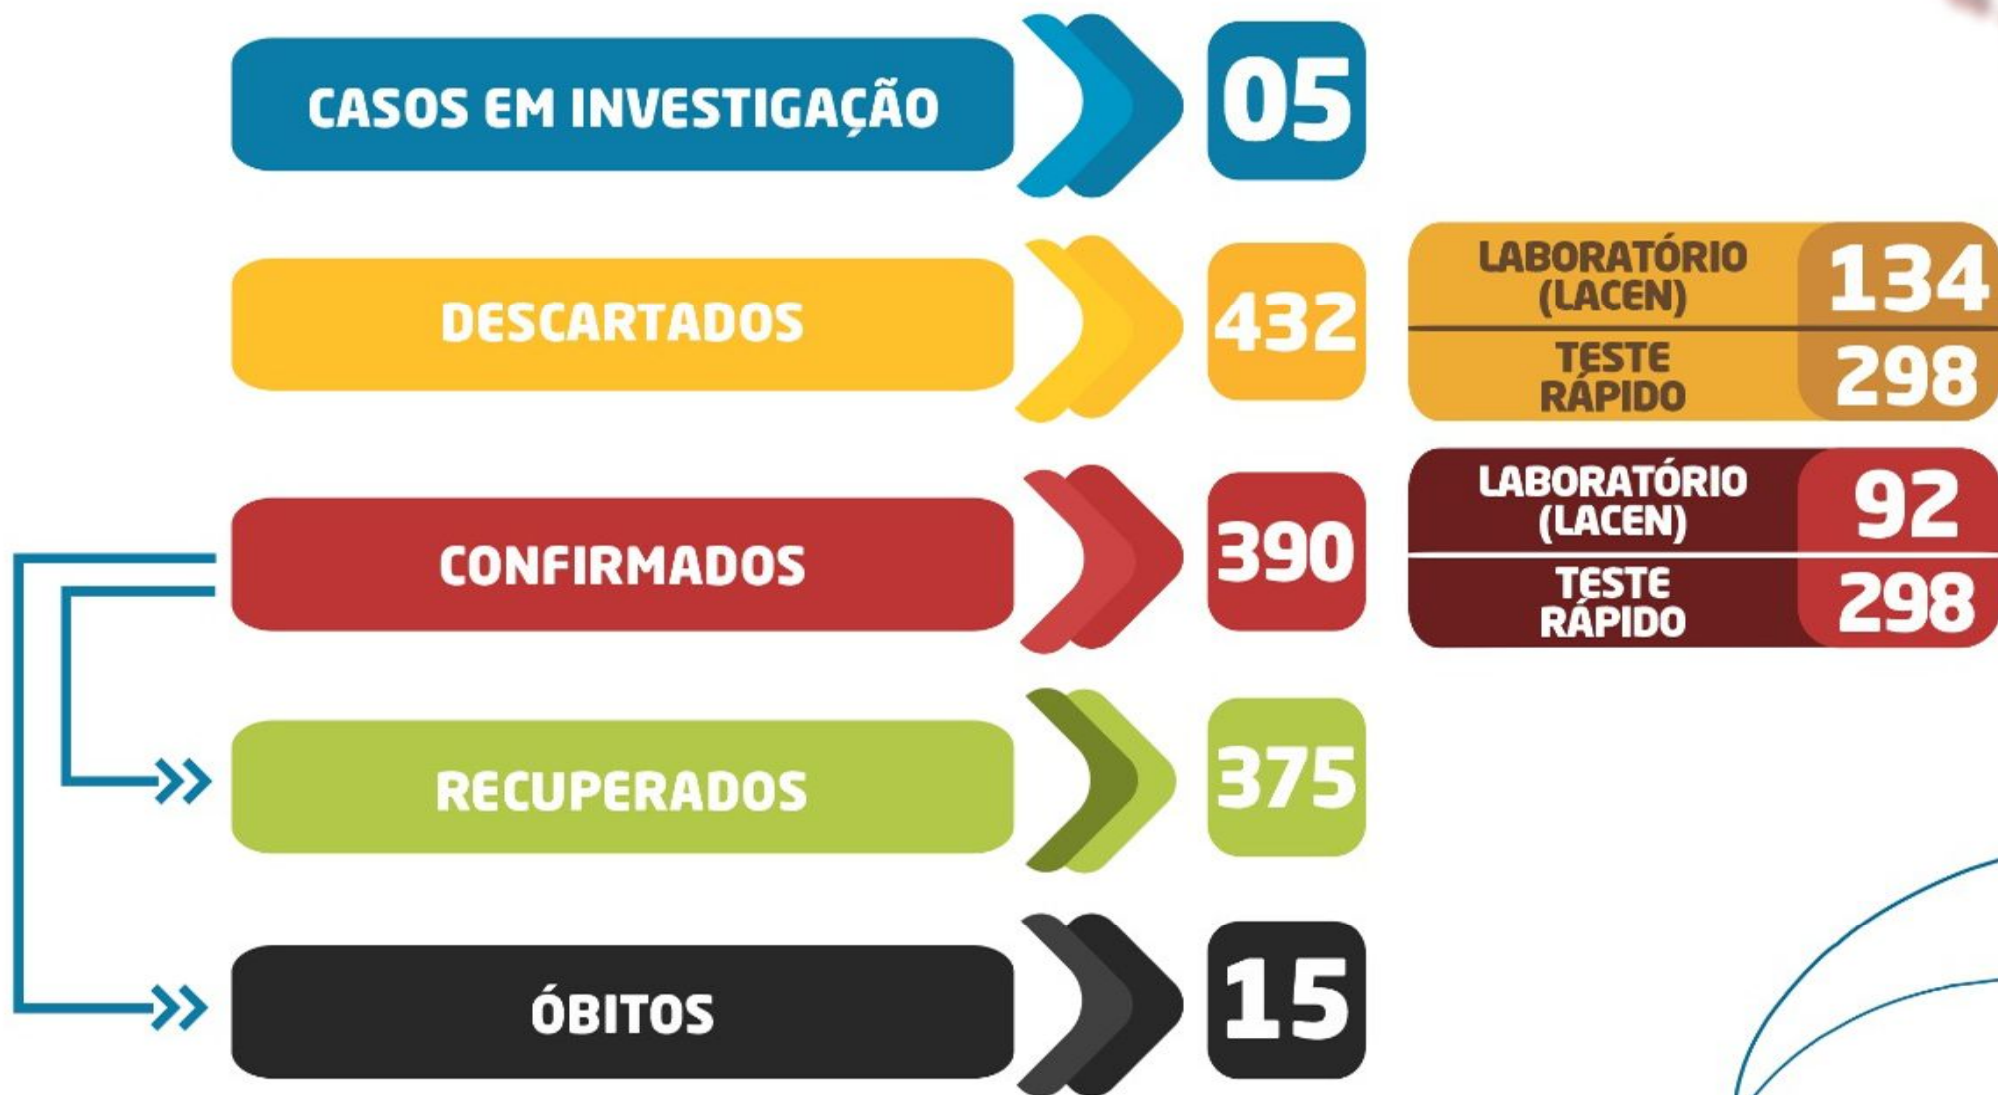 CASOS EM INVESTIGAÇÃO
05
DESCARTADOS
432
LABORATÓRIO
(LACEN)
134
TESTE
RÁPIDO
298
CONFIRMADOS
390
LABORATÓRIO
(LACEN)
92
TESTE
RÁPIDO
298
RECUPERADOS
375
ÓBITOS
15